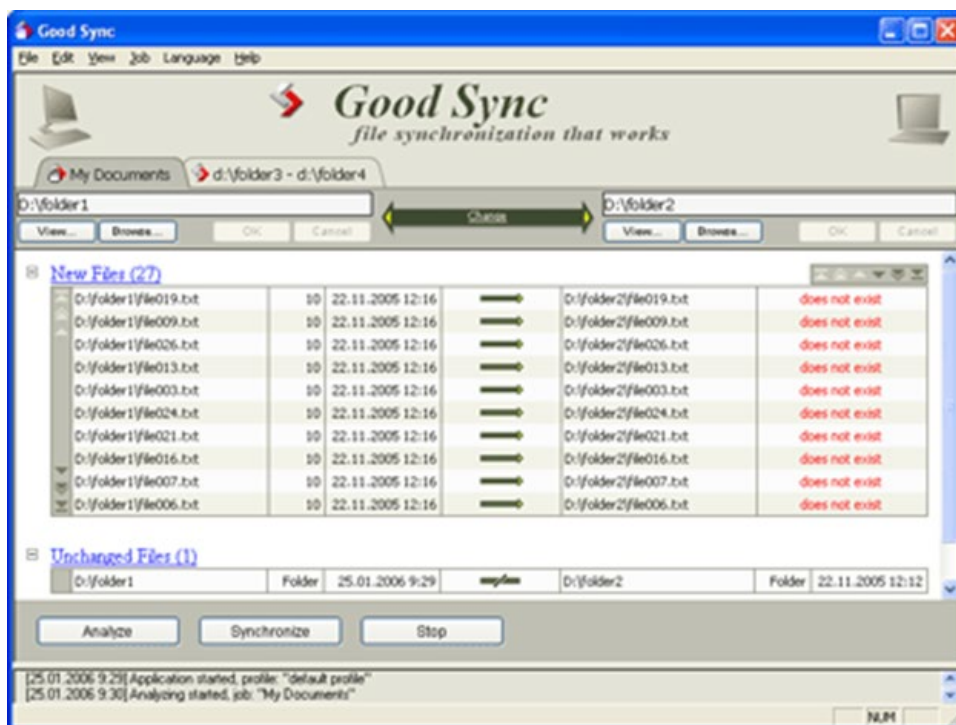 Good Sync
File Edit View Job Language Help
Good Sync
file synchronization that works
My Documents d:\folder3 - d:\folder4
D:\folder1 Change D:\folder2
View... Browse... OK Cancel View... Browse... OK Cancel
New Files (27)
D:\folder1\file019.txt 10 22.11.2005 12:16 D:\folder2\file019.txt does not exist
D:\folder1\file009.txt 10 22.11.2005 12:16 D:\folder2\file009.txt does not exist
D:\folder1\file026.txt 10 22.11.2005 12:16 D:\folder2\file026.txt does not exist
D:\folder1\file013.txt 10 22.11.2005 12:16 D:\folder2\file013.txt does not exist
D:\folder1\file003.txt 10 22.11.2005 12:16 D:\folder2\file003.txt does not exist
D:\folder1\file024.txt 10 22.11.2005 12:16 D:\folder2\file024.txt does not exist
D:\folder1\file021.txt 10 22.11.2005 12:16 D:\folder2\file021.txt does not exist
D:\folder1\file016.txt 10 22.11.2005 12:16 D:\folder2\file016.txt does not exist
D:\folder1\file007.txt 10 22.11.2005 12:16 D:\folder2\file007.txt does not exist
D:\folder1\file006.txt 10 22.11.2005 12:16 D:\folder2\file006.txt does not exist
Unchanged Files (1)
D:\folder1 Folder 25.01.2006 9:29 D:\folder2 Folder 22.11.2005 12:12
Analyze Synchronize Stop
[25.01.2006 9:29] Application started, profile: "default profile"
[25.01.2006 9:30] Analyzing started, job: "My Documents"
NUM